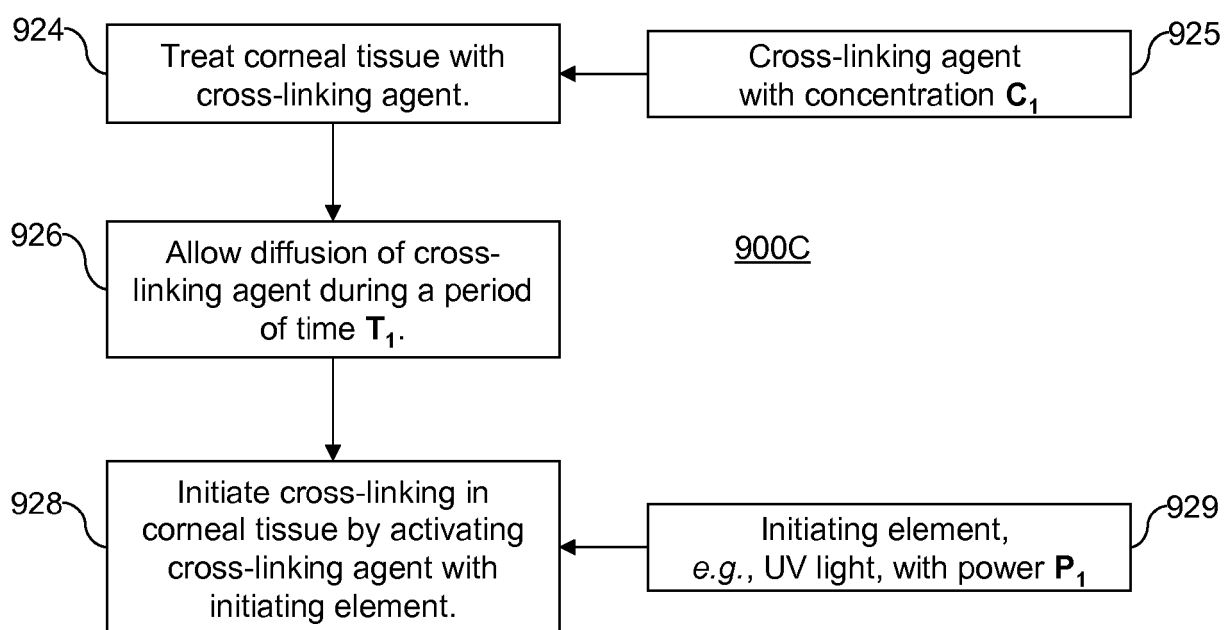 924
Treat corneal tissue with
cross-linking agent.
925
Cross-linking agent
with concentration C₁
926
Allow diffusion of cross-
linking agent during a period
of time T₁.
900C
928
Initiate cross-linking in
corneal tissue by activating
cross-linking agent with
initiating element.
929
Initiating element,
e.g., UV light, with power P₁